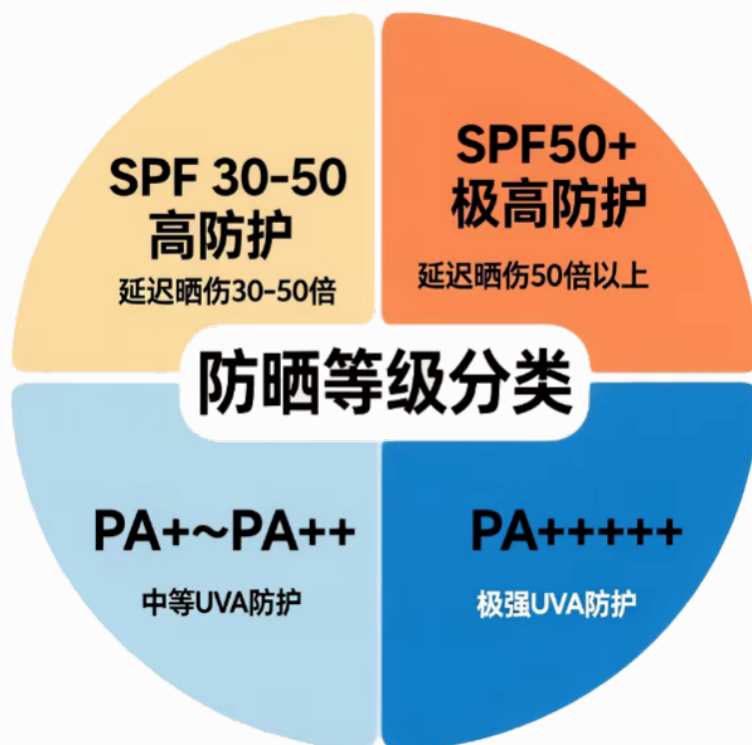 SPF 30-50
高防护
延迟晒伤30-50倍
SPF50+
极高防护
延迟晒伤50倍以上
防晒等级分类
PA+～PA++
中等UVA防护
PA+++++
极强UVA防护